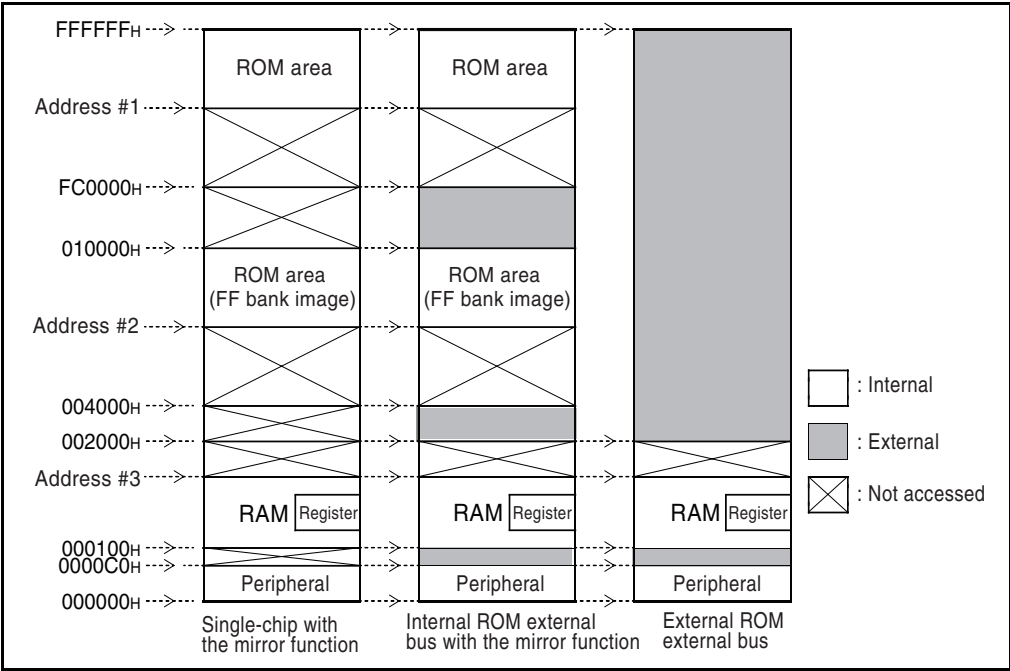 FFFFFFH
ROM area
ROM area
Address #1
FC0000H
010000H
ROM area
(FF bank image)
ROM area
(FF bank image)
Address #2
: Internal
004000H
002000H
: External
Address #3
: Not accessed
RAM
Register
RAM
Register
RAM
Register
000100H
0000C0H
Peripheral
Peripheral
Peripheral
000000H
Single-chip with
the mirror function
Internal ROM external
bus with the mirror function
External ROM
external bus